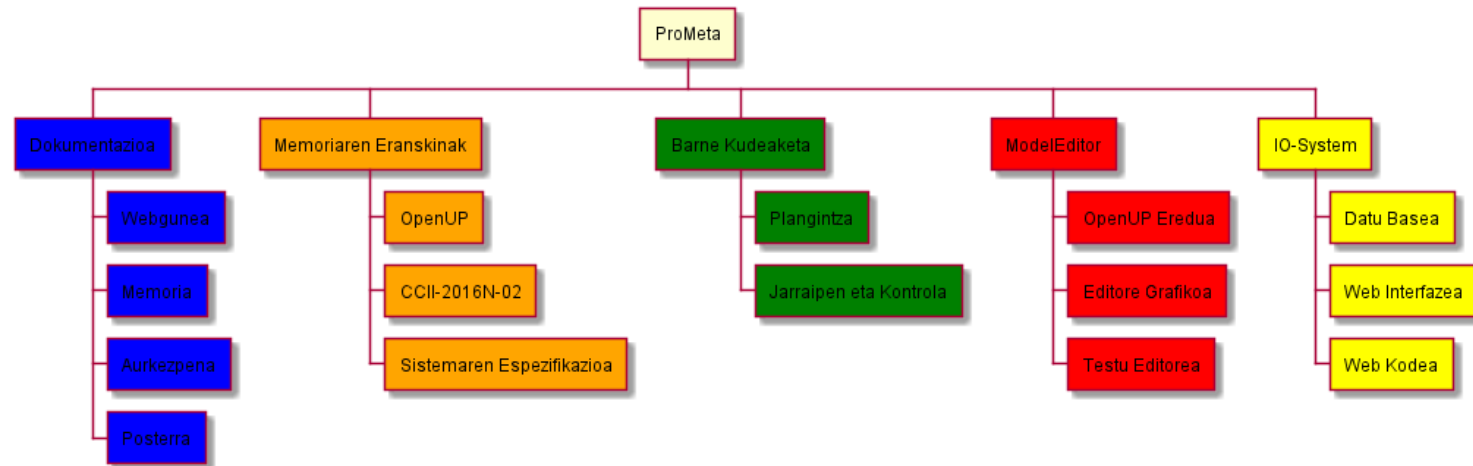 ProMeta
Dokumentazioa
Webgunea
Memoria
Aurkezpena
Posterra
Memoriaren Eranskinak
OpenUP
CCII-2016N-02
Sistemaren Espezifikazioa
Barne Kudeaketa
Plangintza
Jarraipen eta Kontrola
ModelEditor
OpenUP Eredua
Editore Grafikoa
Testu Editorea
IO-System
Datu Basea
Web Interfazea
Web Kodea